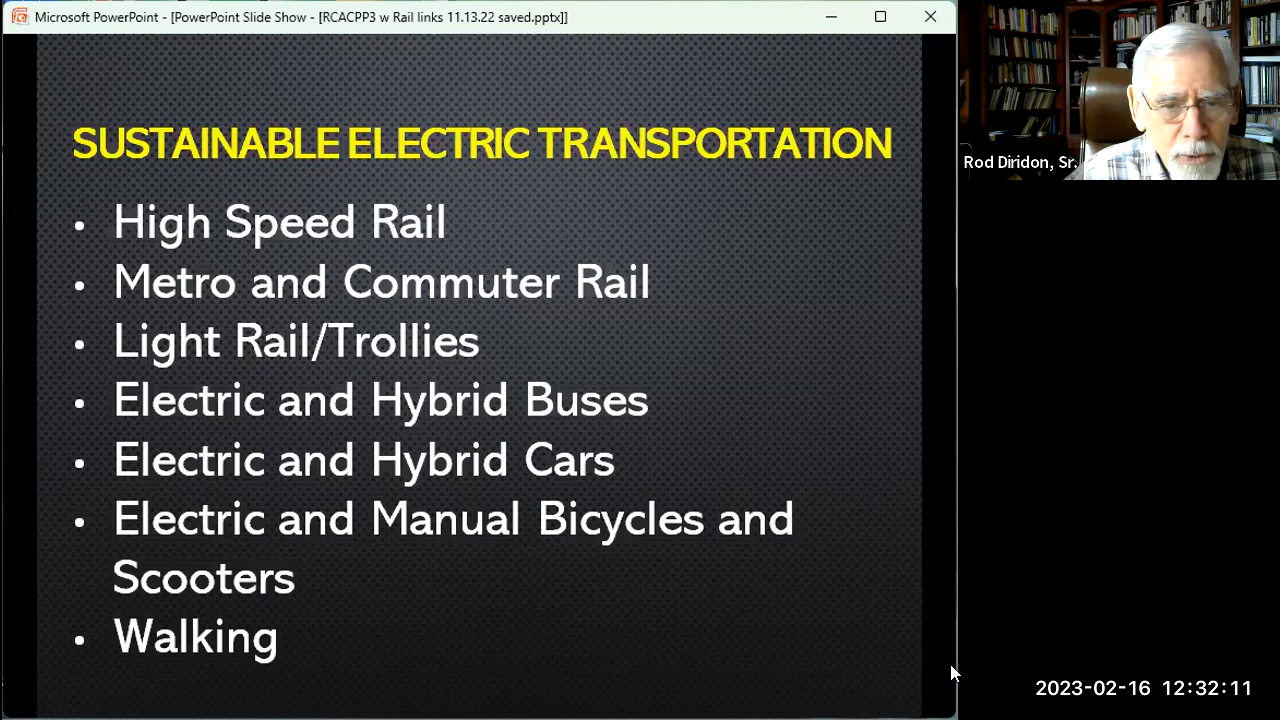 Microsoft PowerPoint - [PowerPoint Slide Show - [RCACPP3 w Rail links 11.13.22 saved.pptx]]
SUSTAINABLE ELECTRIC TRANSPORTATION
• High Speed Rail
• Metro and Commuter Rail
• Light Rail/Trollies
• Electric and Hybrid Buses
• Electric and Hybrid Cars
• Electric and Manual Bicycles and
Scooters
• Walking
Rod Diridon, Sr.
2023-02-16 12:32:11